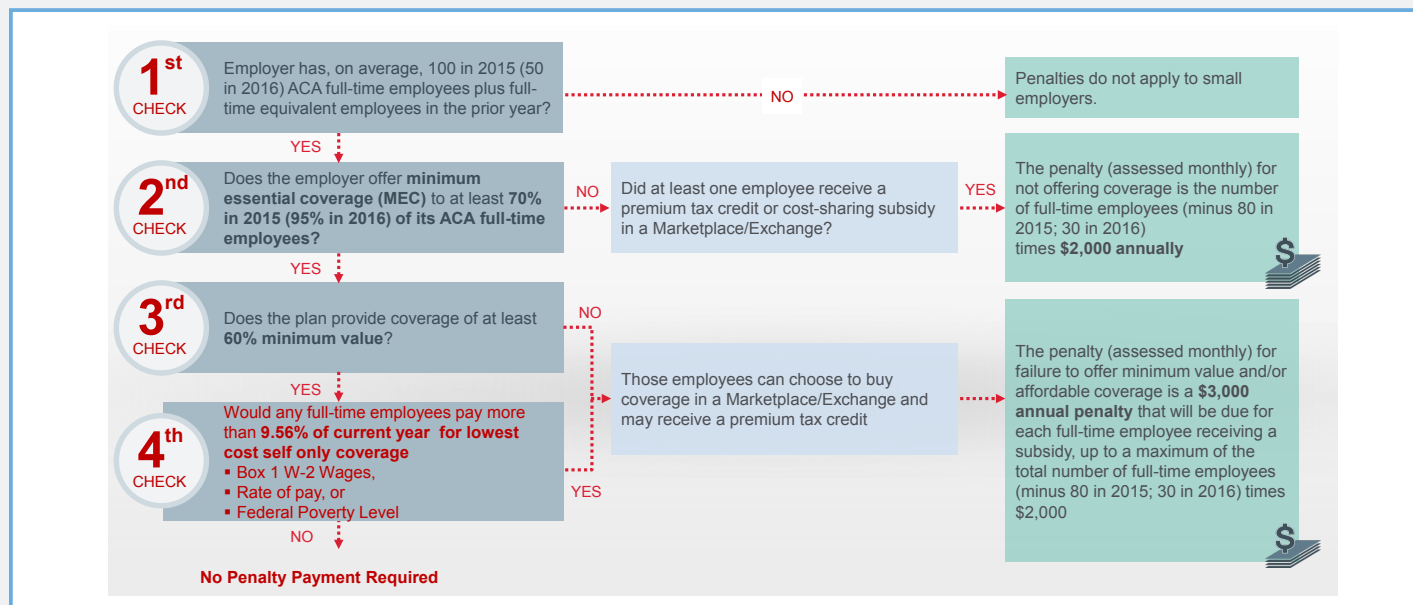 1st
CHECK
Employer has, on average, 100 in 2015 (50
in 2016) ACA full-time employees plus full-
time equivalent employees in the prior year?
NO
Penalties do not apply to small
employers.
YES
2nd
CHECK
Does the employer offer minimum
essential coverage (MEC) to at least 70%
in 2015 (95% in 2016) of its ACA full-time
employees?
NO
Did at least one employee receive a
premium tax credit or cost-sharing subsidy
in a Marketplace/Exchange?
YES
The penalty (assessed monthly) for
not offering coverage is the number
of full-time employees (minus 80 in
2015; 30 in 2016)
times $2,000 annually
$
YES
3rd
CHECK
Does the plan provide coverage of at least
60% minimum value?
NO
YES
4th
CHECK
Would any full-time employees pay more
than 9.56% of current year for lowest
cost self only coverage
▪ Box 1 W-2 Wages,
▪ Rate of pay, or
▪ Federal Poverty Level
YES
Those employees can choose to buy
coverage in a Marketplace/Exchange and
may receive a premium tax credit
The penalty (assessed monthly) for
failure to offer minimum value and/or
affordable coverage is a $3,000
annual penalty that will be due for
each full-time employee receiving a
subsidy, up to a maximum of the
total number of full-time employees
(minus 80 in 2015; 30 in 2016) times
$2,000
$
NO
No Penalty Payment Required